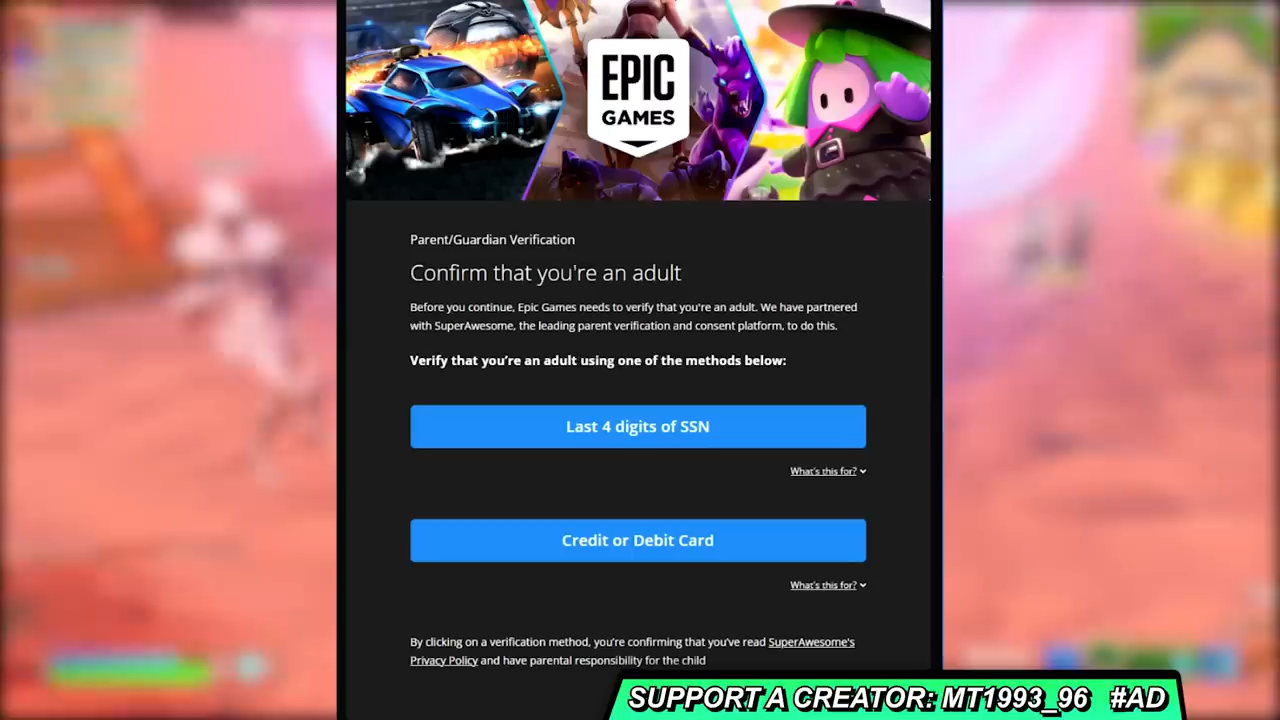 EPIC
GAMES
Parent/Guardian Verification
Confirm that you're an adult
Before you continue, Epic Games needs to verify that you're an adult. We have partnered
with SuperAwesome, the leading parent verification and consent platform, to do this.
Verify that you're an adult using one of the methods below:
Last 4 digits of SSN
What's this for?
Credit or Debit Card
What's this for?
By clicking on a verification method, you're confirming that you've read SuperAwesome's
Privacy Policy and have parental responsibility for the child
SUPPORT A CREATOR: MT1993_96 #AD